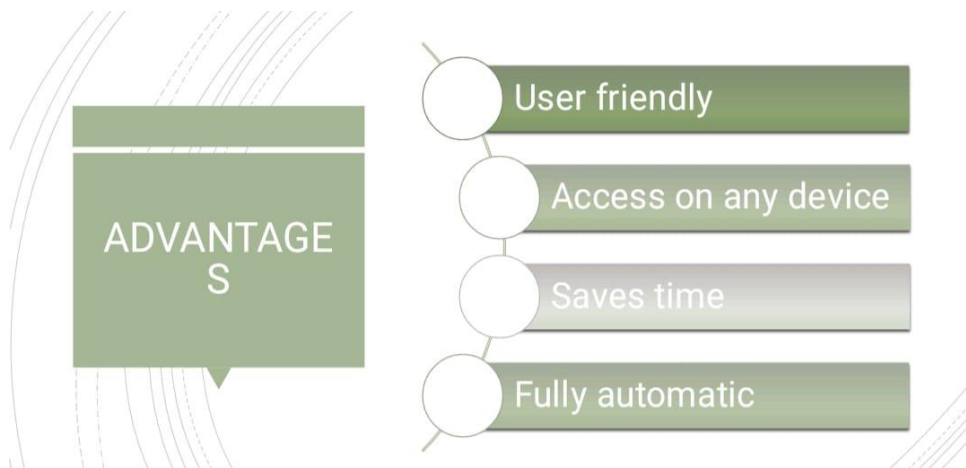 ADVANTAGE
S
User friendly
Access on any device
Saves time
Fully automatic